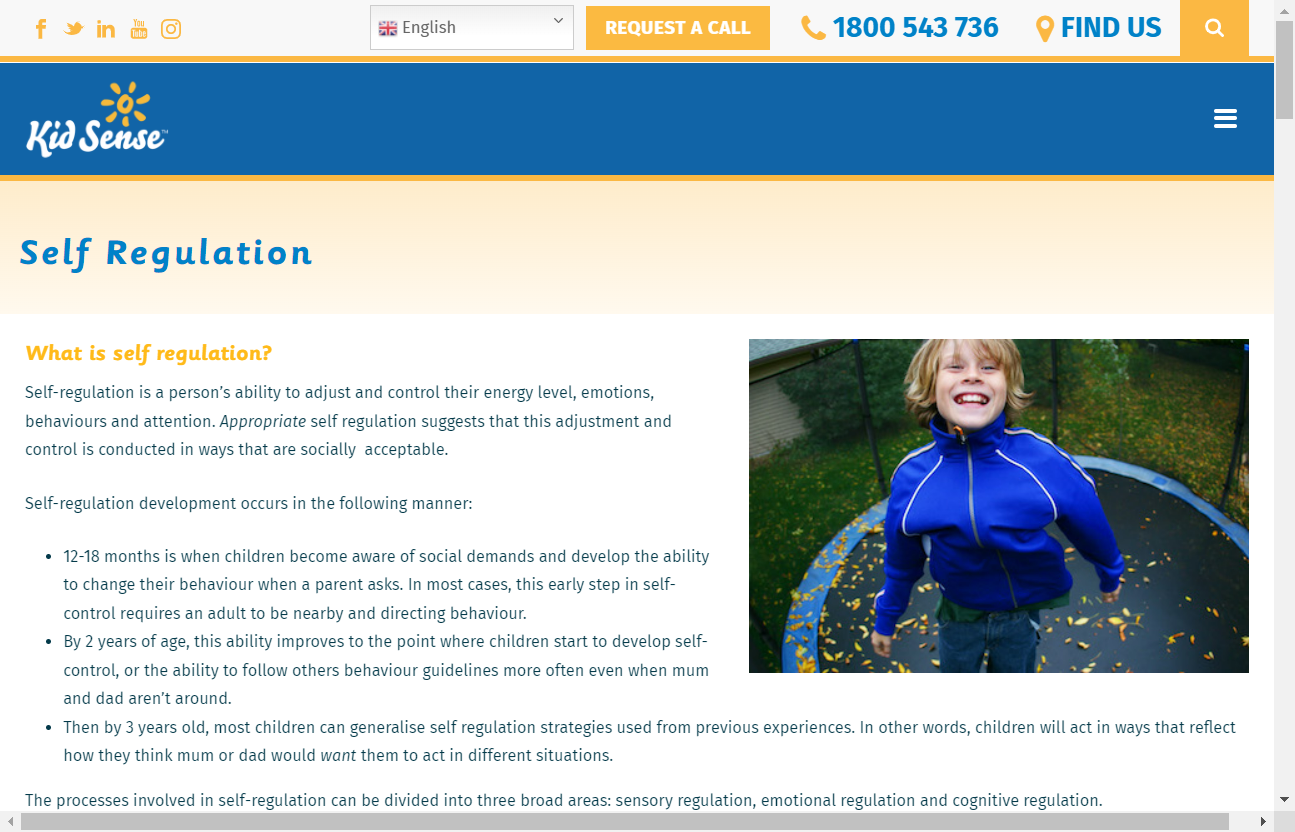 English
REQUEST A CALL
1800 543 736
FIND US
Kid Sense™
Self Regulation
What is self regulation?
Self-regulation is a person’s ability to adjust and control their energy level, emotions,
behaviours and attention. Appropriate self regulation suggests that this adjustment and
control is conducted in ways that are socially  acceptable.
Self-regulation development occurs in the following manner:
• 12-18 months is when children become aware of social demands and develop the ability
to change their behaviour when a parent asks. In most cases, this early step in self-
control requires an adult to be nearby and directing behaviour.
• By 2 years of age, this ability improves to the point where children start to develop self-
control, or the ability to follow others behaviour guidelines more often even when mum
and dad aren’t around.
• Then by 3 years old, most children can generalise self regulation strategies used from previous experiences. In other words, children will act in ways that reflect
how they think mum or dad would want them to act in different situations.
The processes involved in self-regulation can be divided into three broad areas: sensory regulation, emotional regulation and cognitive regulation.